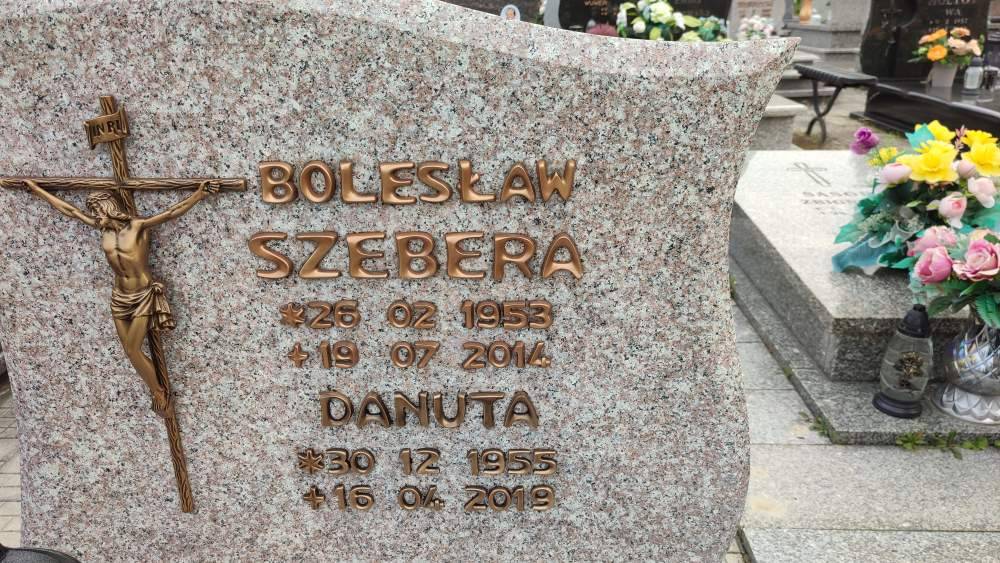 INRI
BOLESŁAW
SZEBERA
*26 02 1953
+19 07 2014
DANUTA
*30 12 1955
+16 04 2019